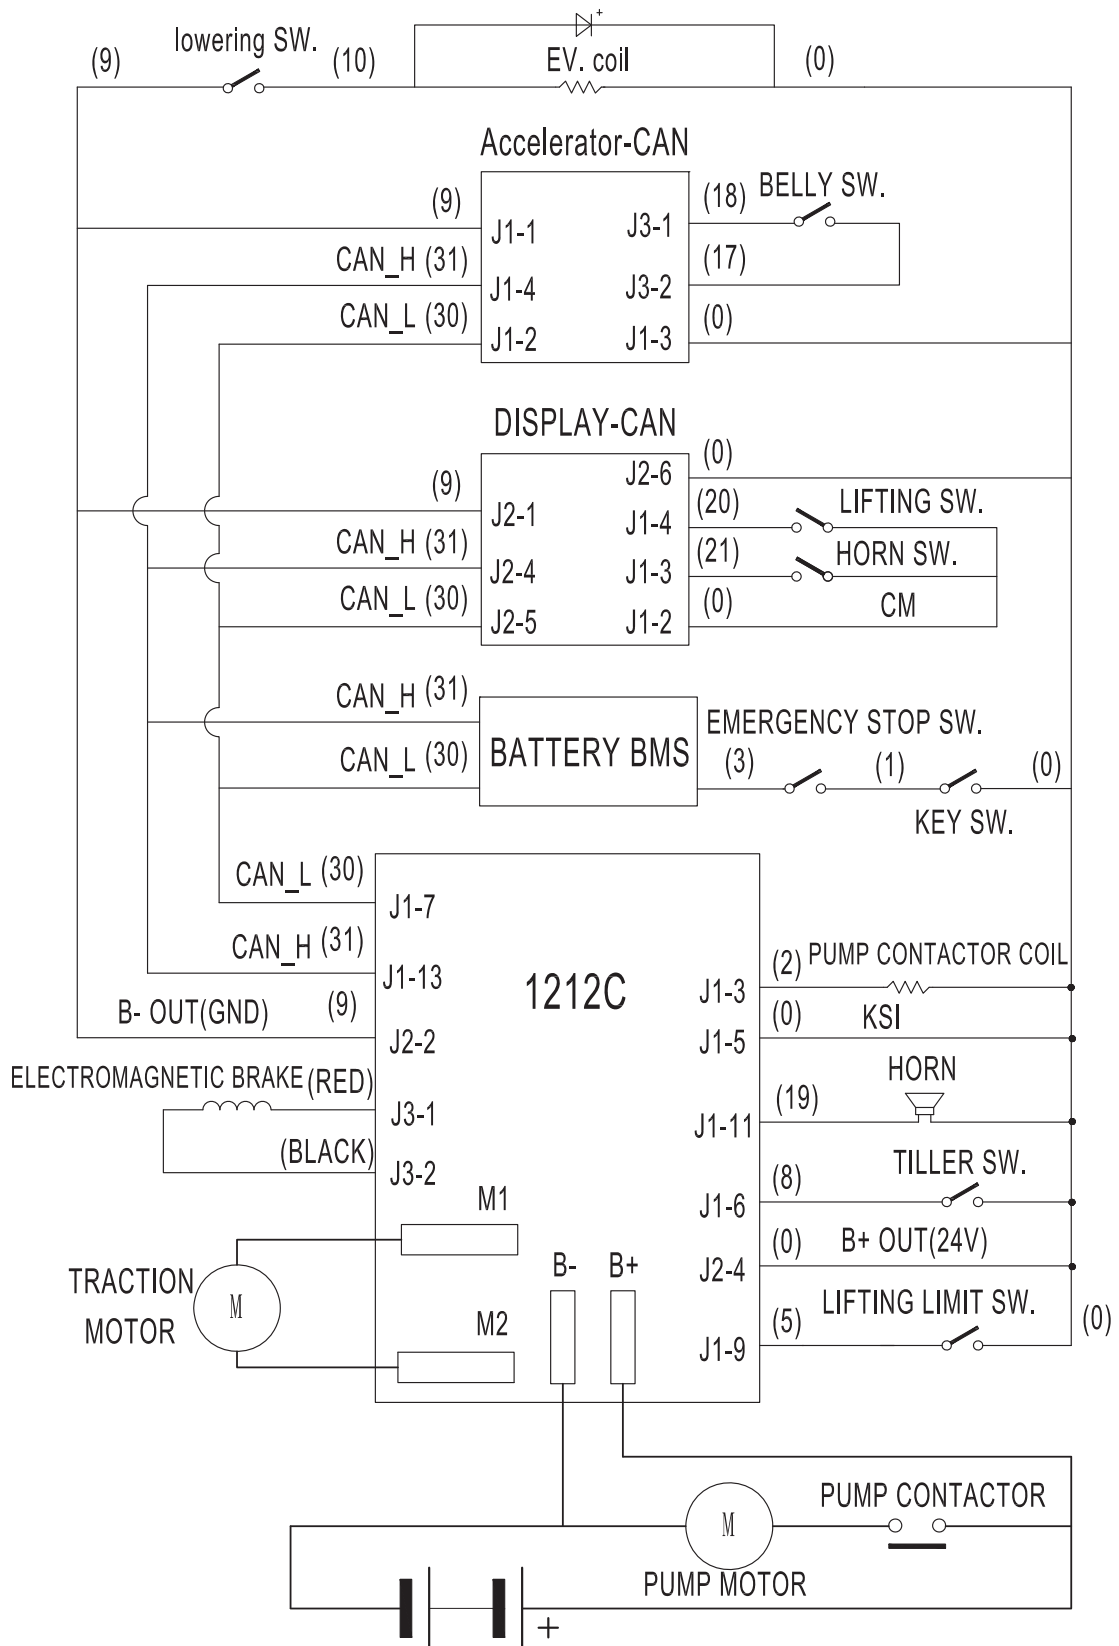 lowering SW.
(9)
(10)
+
EV. coil
(0)
Accelerator-CAN
(9)
J1-1
CAN_H (31)
J1-4
CAN_L (30)
J1-2
J3-1
(18)
BELLY SW.
J3-2
(17)
J1-3
(0)
DISPLAY-CAN
(9)
J2-1
CAN_H (31)
J2-4
CAN_L (30)
J2-5
J2-6
(0)
J1-4
(20)
LIFTING SW.
J1-3
(21)
HORN SW.
J1-2
(0)
CM
CAN_H (31)
CAN_L (30)
BATTERY BMS
EMERGENCY STOP SW.
(3)
(1)
(0)
KEY SW.
CAN_L (30)
J1-7
CAN_H (31)
J1-13
B- OUT(GND)
(9)
J2-2
ELECTROMAGNETIC BRAKE (RED)
J3-1
(BLACK)
J3-2
1212C
J1-3
(2)
PUMP CONTACTOR COIL
J1-5
(0)
KSI
J1-11
(19)
HORN
J1-6
(8)
TILLER SW.
J2-4
(0)
B+ OUT(24V)
J1-9
(5)
LIFTING LIMIT SW.
(0)
M1
M2
TRACTION
MOTOR
M
B-
B+
M
PUMP MOTOR
PUMP CONTACTOR
+